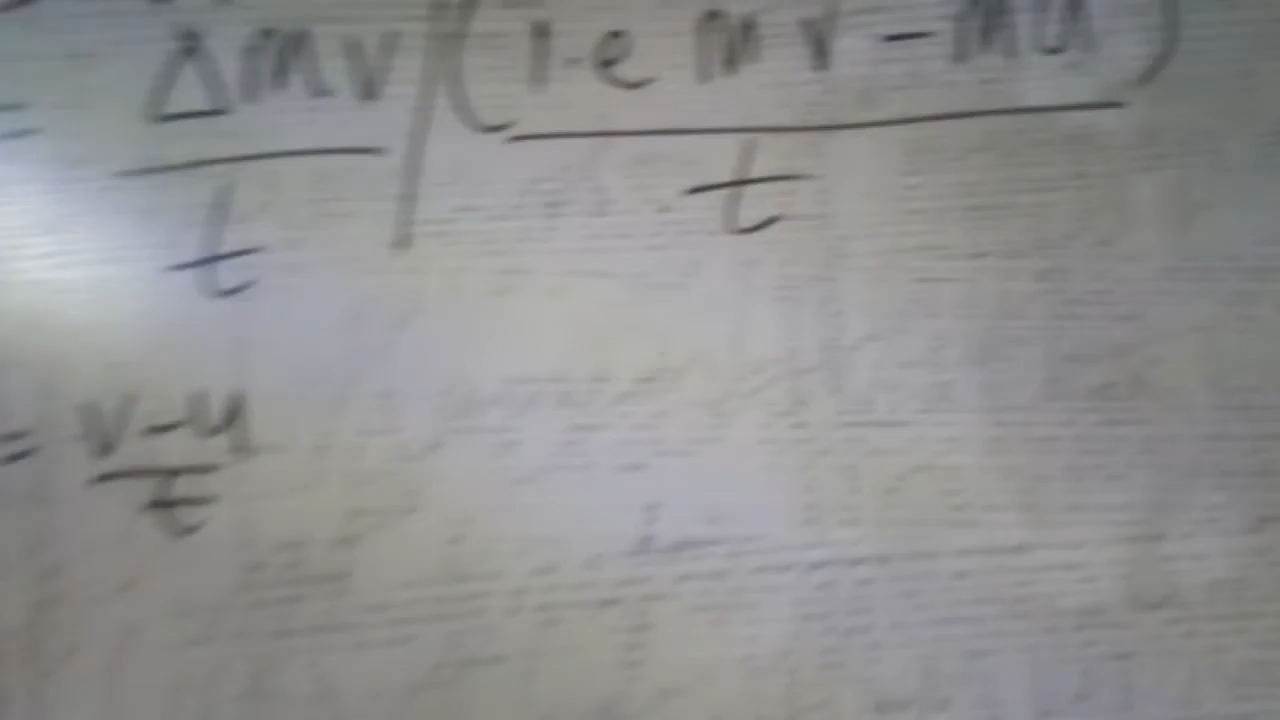 = Δmv/t / (i.e mv - mu)/t
= v-u/t